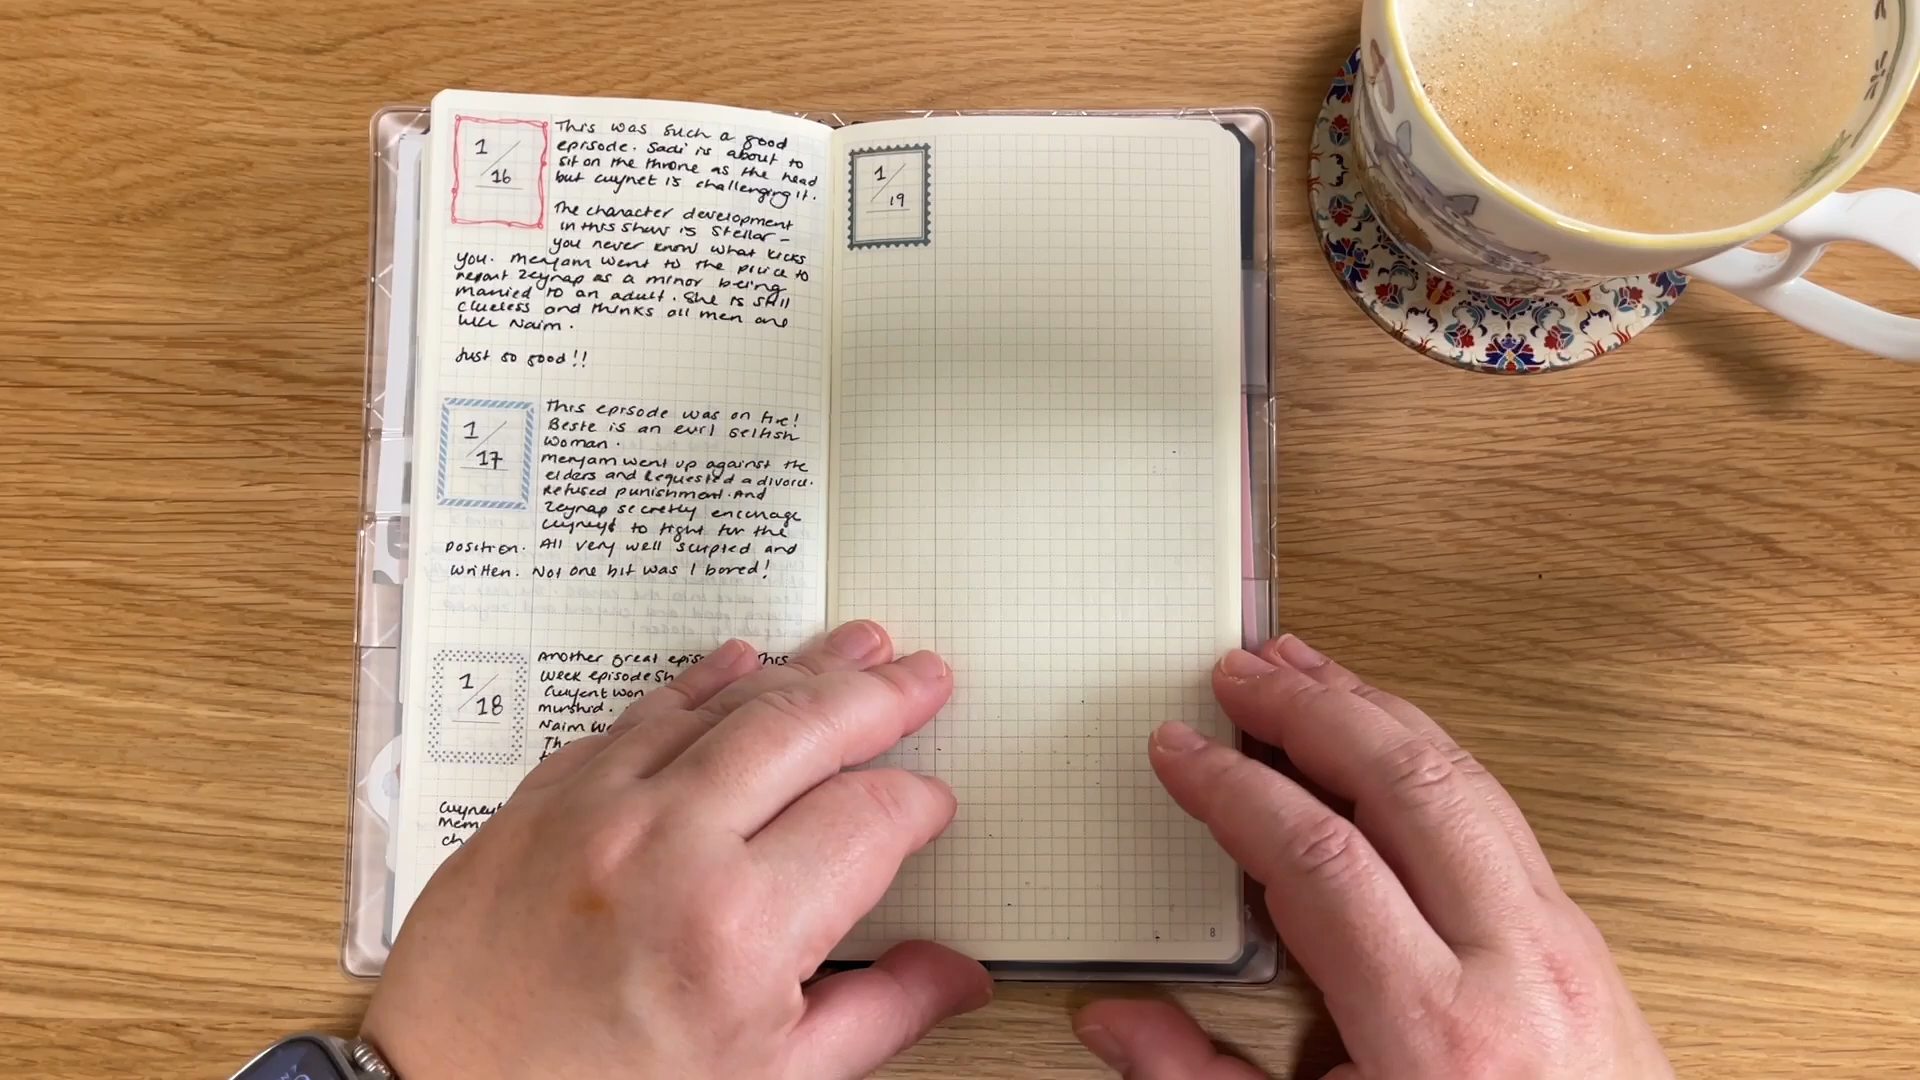 1/16
This was such a good
episode. Sadi is about to
sit on the throne as the head
but Cuynet is challenging it.
The character development
in this show is stellar -
you never know what kicks
you. Meryam went to the police to
report Zeynap as a minor being
married to an adult. She is still
clueless and thinks all men are
like Naim.
Just so good!!
1/17
This episode was on fire!
Beste is an evil selfish
woman.
Meryam went up against the
elders and requested a divorce.
Refused punishment. And
Zeynap secretly encourage
Cuyneyt to fight for the
position. All very well scripted and
written. Not one bit was I bored!
1/18
Another great
week episode
Cuyent won
murshid.
Naim
1/19
8